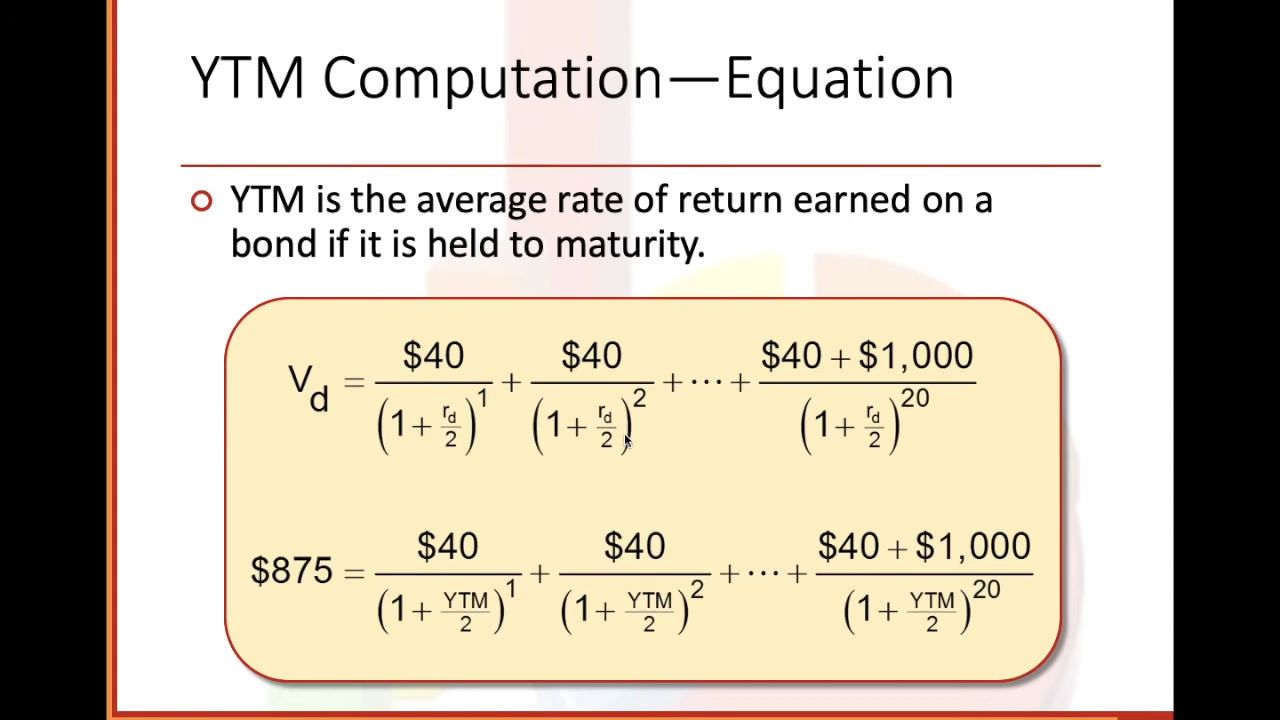 YTM Computation—Equation
YTM is the average rate of return earned on a
bond if it is held to maturity.
V_d = $40/(1 + r_d/2)^1 + $40/(1 + r_d/2)^2 + ⋯ + ($40 + $1,000)/(1 + r_d/2)^20
$875 = $40/(1 + YTM/2)^1 + $40/(1 + YTM/2)^2 + ⋯ + ($40 + $1,000)/(1 + YTM/2)^20